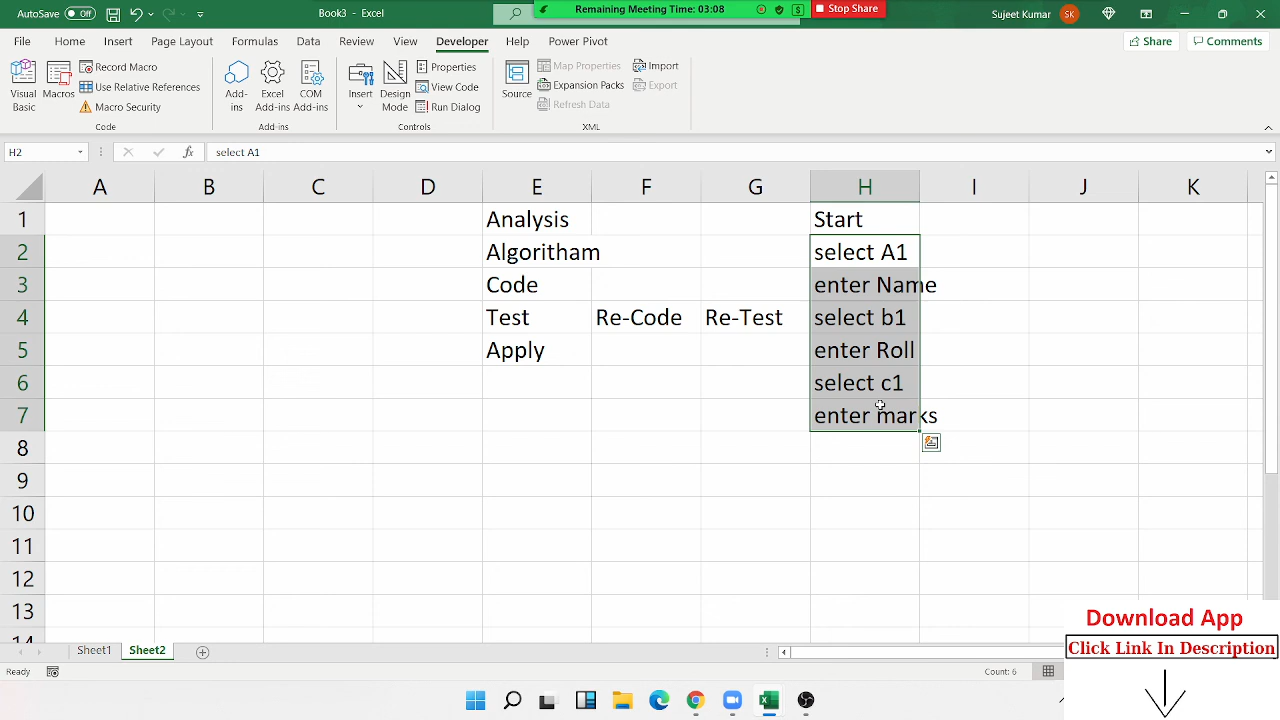 AutoSave Off Book3 - Excel Remaining Meeting Time: 03:08 Stop Share Sujeet Kumar SK
File Home Insert Page Layout Formulas Data Review View Developer Help Power Pivot Share Comments
Visual Basic
Macros
Record Macro
Use Relative References
Macro Security
Code
Add-ins
Excel Add-ins
COM Add-ins
Add-ins
Insert
Design Mode
Properties
View Code
Run Dialog
Controls
Source
Map Properties
Expansion Packs
Refresh Data
Import
Export
XML
H2 fx select A1
A B C D E F G H I J K
1 Analysis Start
2 Algoritham select A1
3 Code enter Name
4 Test Re-Code Re-Test select b1
5 Apply enter Roll
6 select c1
7 enter marks
8
9
10
11
12
13
14
Download App
Click Link In Description
Sheet1 Sheet2
Ready Count: 6